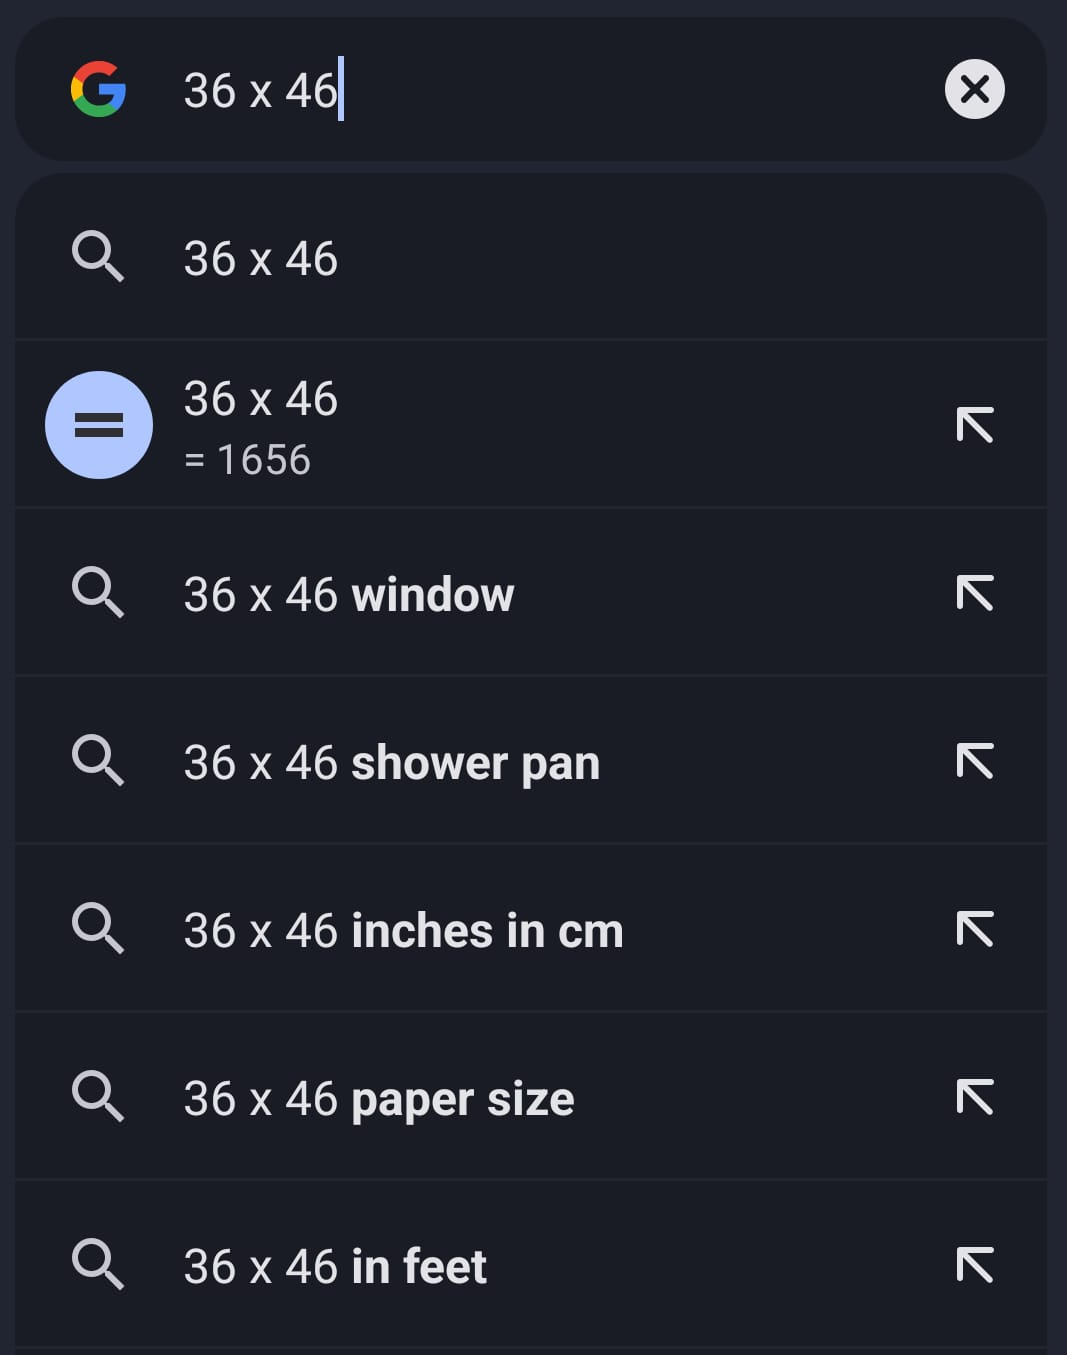 36 x 46
36 x 46
36 x 46
= 1656
36 x 46 window
36 x 46 shower pan
36 x 46 inches in cm
36 x 46 paper size
36 x 46 in feet